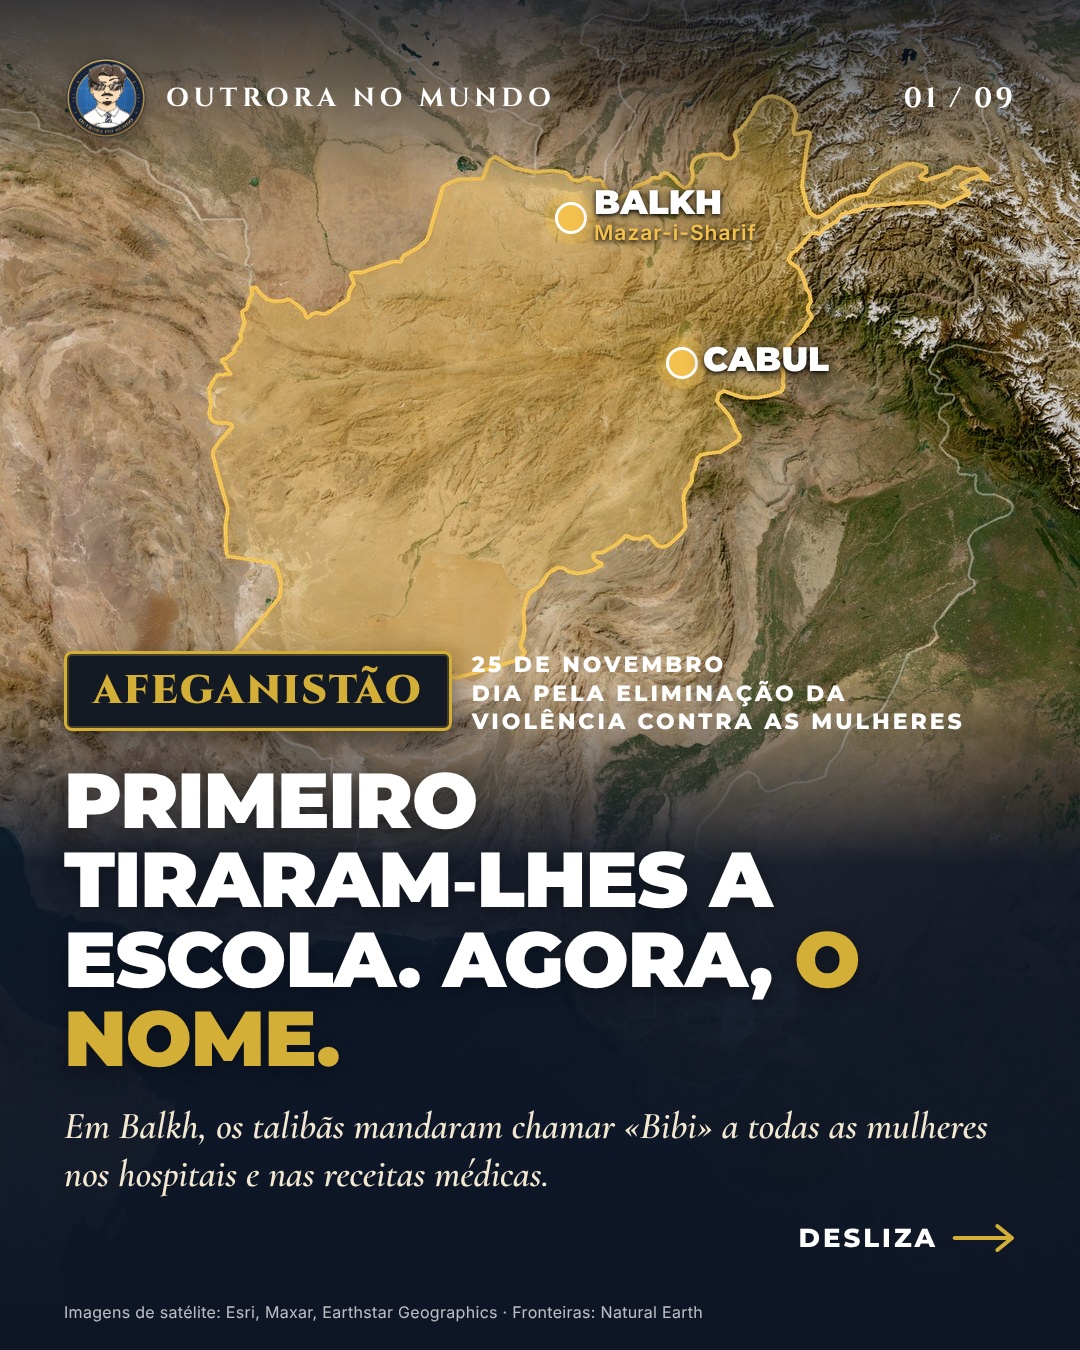 OUTRORA NO MUNDO
01 / 09
BALKH
Mazar-i-Sharif
CABUL
AFEGANISTÃO
25 DE NOVEMBRO
DIA PELA ELIMINAÇÃO DA
VIOLÊNCIA CONTRA AS MULHERES
PRIMEIRO
TIRARAM-LHES A
ESCOLA. AGORA, O
NOME.
Em Balkh, os talibãs mandaram chamar «Bibi» a todas as mulheres
nos hospitais e nas receitas médicas.
DESLIZA
Imagens de satélite: Esri, Maxar, Earthstar Geographics · Fronteiras: Natural Earth